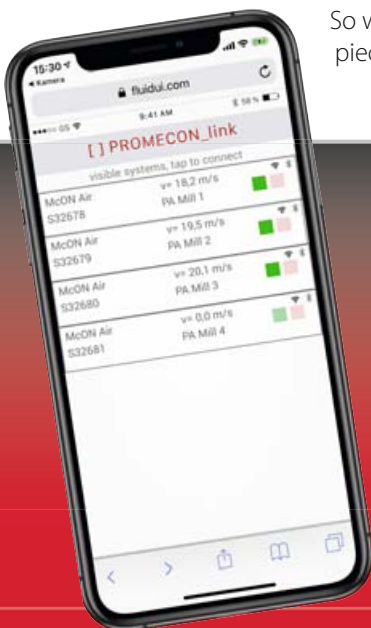 So w
piec
15:30
Kamera
fluidui.com
GS 9:41 AM 58 %
[ ] PROMECON_link
visible systems, tap to connect
McON Air v= 18,2 m/s
S32678 PA Mill 1
McON Air v= 19,5 m/s
S32679 PA Mill 2
McON Air v= 20,1 m/s
S32680 PA Mill 3
McON Air v= 0,0 m/s
S32681 PA Mill 4